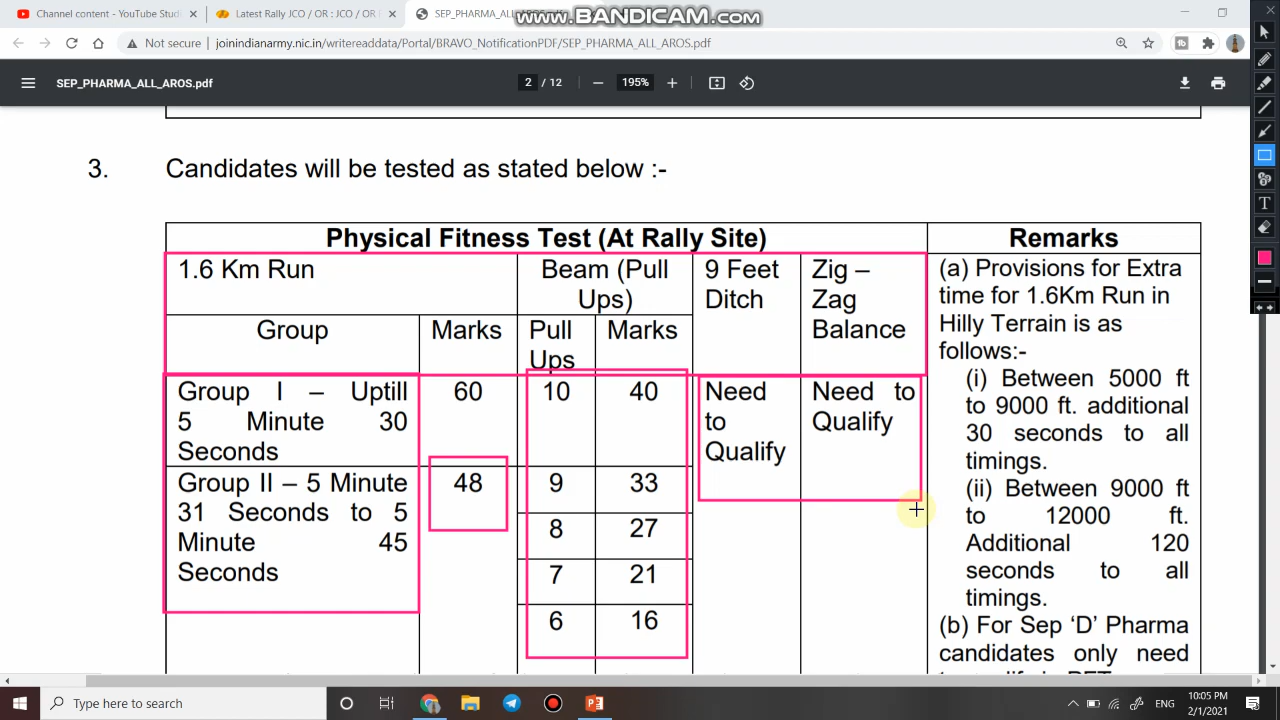 Channel content - YouTube Stud
Latest Rally JCO / OR : JCO / OR
SEP_PHARMA_ALL_AROS.pdf
www.BANDICAM.com
Not secure
joinindianarmy.nic.in/writereaddata/Portal/BRAVO_NotificationPDF/SEP_PHARMA_ALL_AROS.pdf
SEP_PHARMA_ALL_AROS.pdf
2 / 12
195%
3. Candidates will be tested as stated below :-
Physical Fitness Test (At Rally Site)
Remarks
1.6 Km Run
Beam (Pull
Ups)
9 Feet
Ditch
Zig –
Zag
Balance
Group
Marks
Pull
Ups
Marks
Group I – Uptill
5 Minute 30
Seconds
60
10
40
Need
to
Qualify
Need to
Qualify
Group II – 5 Minute
31 Seconds to 5
Minute 45
Seconds
48
9
33
8
27
7
21
6
16
(a) Provisions for Extra
time for 1.6Km Run in
Hilly Terrain is as
follows:-
(i) Between 5000 ft
to 9000 ft. additional
30 seconds to all
timings.
(ii) Between 9000 ft
to 12000 ft.
Additional 120
seconds to all
timings.
(b) For Sep ‘D’ Pharma
candidates only need
Type here to search
ENG
10:05 PM
2/1/2021